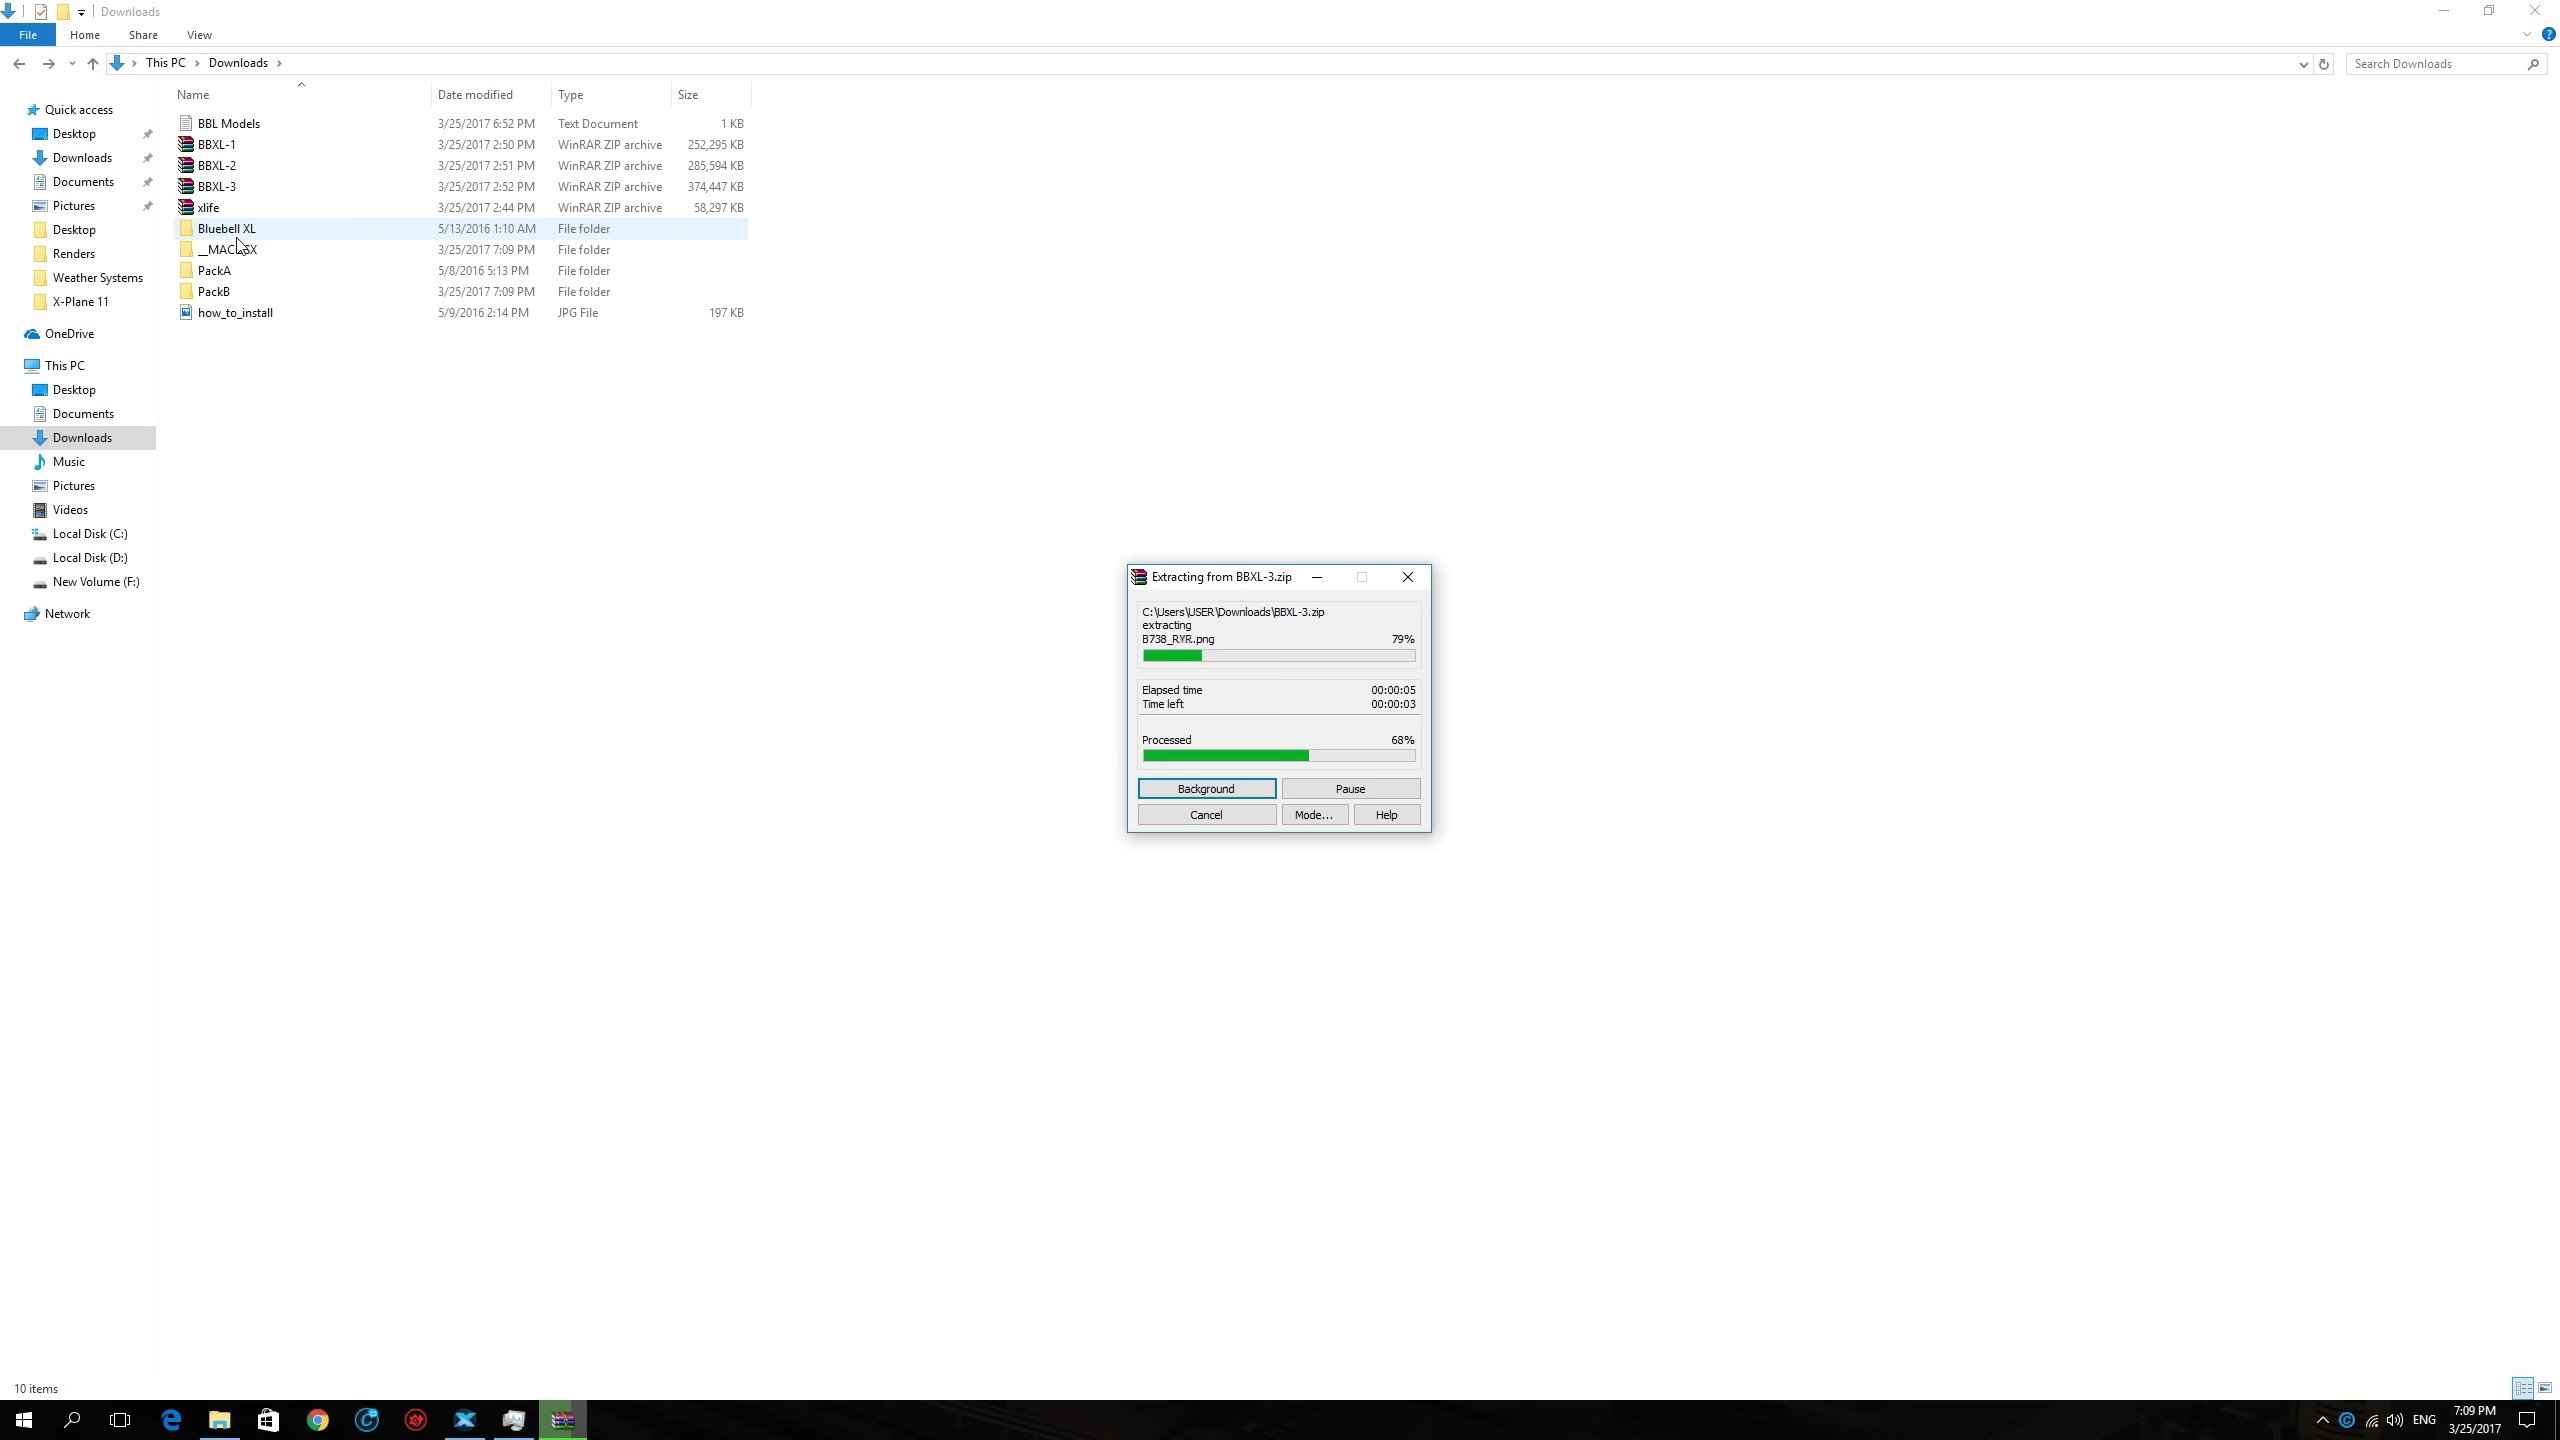 Downloads
File Home Share View
This PC Downloads
Search Downloads
Name Date modified Type Size
Quick access
Desktop
Downloads
Documents
Pictures
Desktop
Renders
Weather Systems
X-Plane 11
OneDrive
This PC
Desktop
Documents
Downloads
Music
Pictures
Videos
Local Disk (C:)
Local Disk (D:)
New Volume (F:)
Network
BBL Models 3/25/2017 6:52 PM Text Document 1 KB
BBXL-1 3/25/2017 2:50 PM WinRAR ZIP archive 252,295 KB
BBXL-2 3/25/2017 2:51 PM WinRAR ZIP archive 285,594 KB
BBXL-3 3/25/2017 2:52 PM WinRAR ZIP archive 374,447 KB
xlife 3/25/2017 2:44 PM WinRAR ZIP archive 58,297 KB
Bluebell XL 5/13/2016 1:10 AM File folder
3/25/2017 7:09 PM File folder
PackA 5/8/2016 5:13 PM File folder
PackB 3/25/2017 7:09 PM File folder
how_to_install 5/9/2016 2:14 PM JPG File 197 KB
Extracting from BBXL-3.zip
C:\Users\USER\Downloads\BBXL-3.zip
extracting
B738_RYR.png 79%
Elapsed time 00:00:05
Time left 00:00:03
Processed 68%
Background Pause
Cancel Mode... Help
10 items
ENG
7:09 PM
3/25/2017